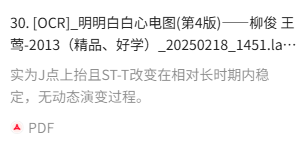 30. [OCR]_明明白白心电图(第4版)——柳俊 王
莺-2013（精品、好学）_20250218_1451.la…
实为J点上抬且ST-T改变在相对长时期内稳
定，无动态演变过程。
PDF